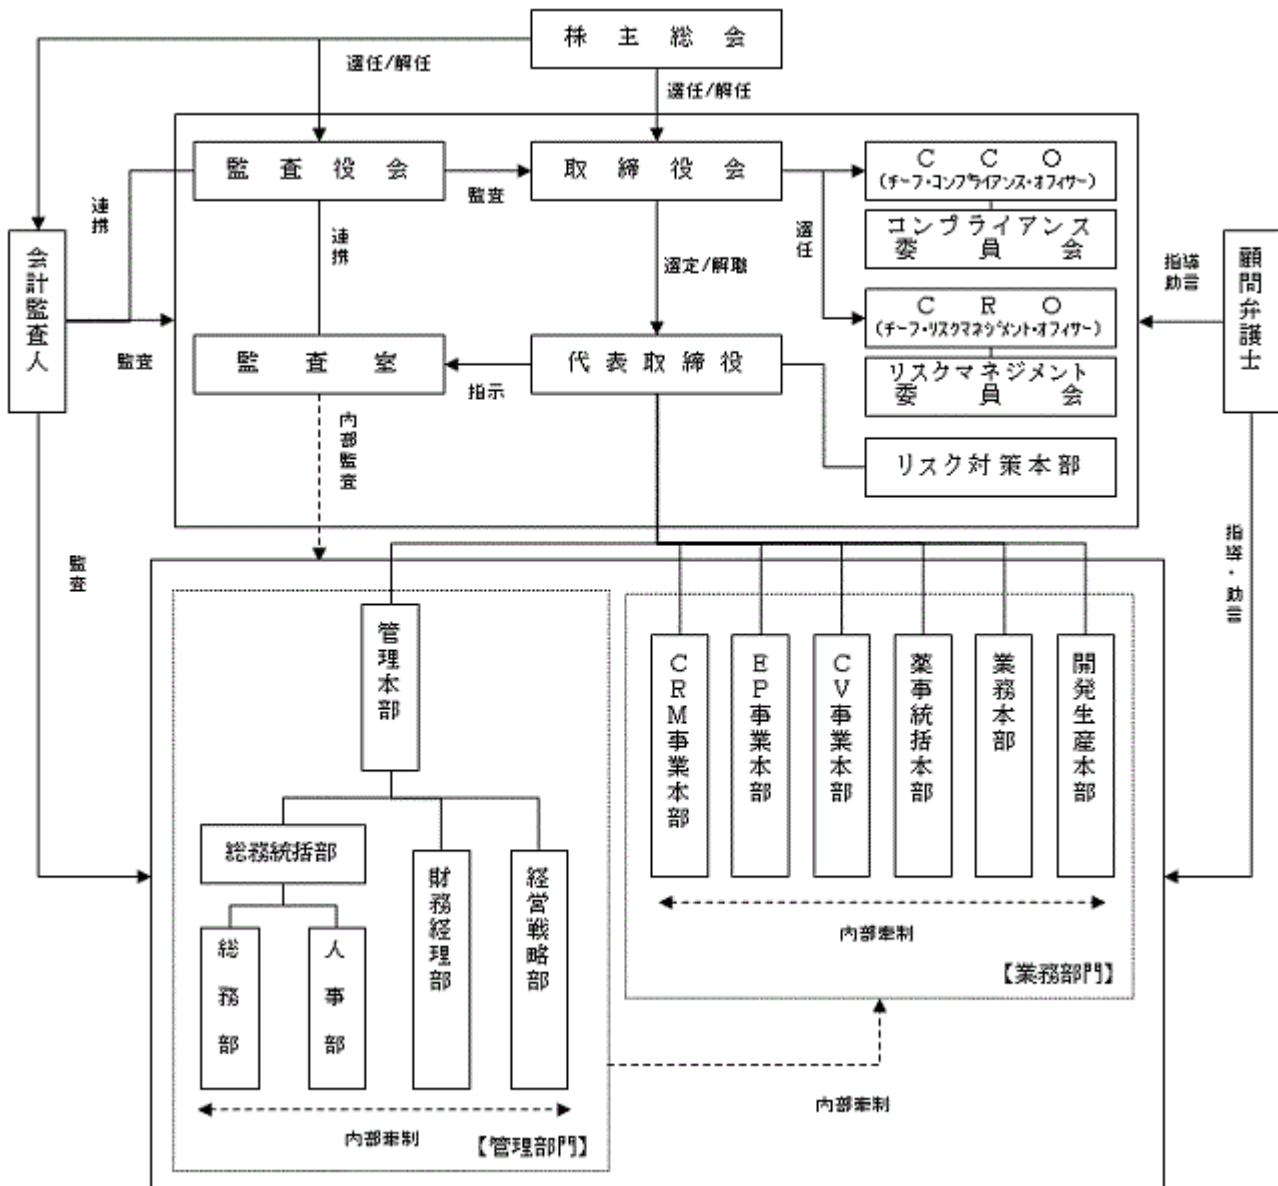 株主総会
選任/解任
選任/解任
監査役会
監査
取締役会
CCO
(チーフ・コンプライアンス・オフィサー)
コンプライアンス
委員会
連携
連携
選定/解職
選任
会計監査人
監査
CRO
(チーフ・リスクマネジメント・オフィサー)
リスクマネジメント
委員会
指導
助言
顧問弁護士
監査室
指示
代表取締役
リスク対策本部
内部監査
監査
指導・助言
管理本部
CRM事業本部
EP事業本部
CV事業本部
薬事統括本部
業務本部
開発生産本部
総務統括部
総務部
人事部
財務経理部
経営戦略部
内部牽制
【業務部門】
内部牽制
内部牽制
【管理部門】